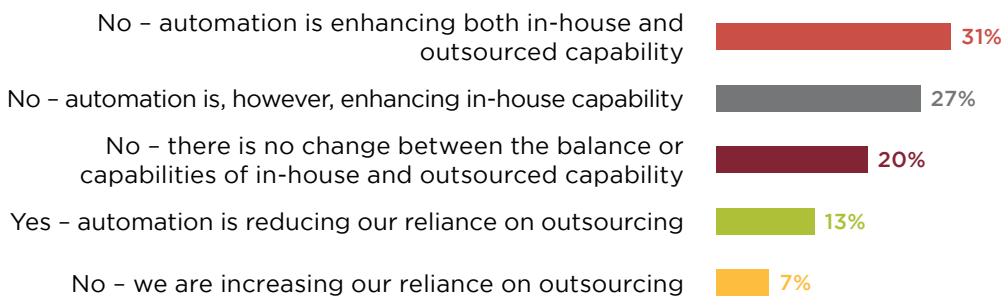 No – automation is enhancing both in-house and
outsourced capability
31%
No – automation is, however, enhancing in-house capability
27%
No – there is no change between the balance or
capabilities of in-house and outsourced capability
20%
Yes – automation is reducing our reliance on outsourcing
13%
No – we are increasing our reliance on outsourcing
7%